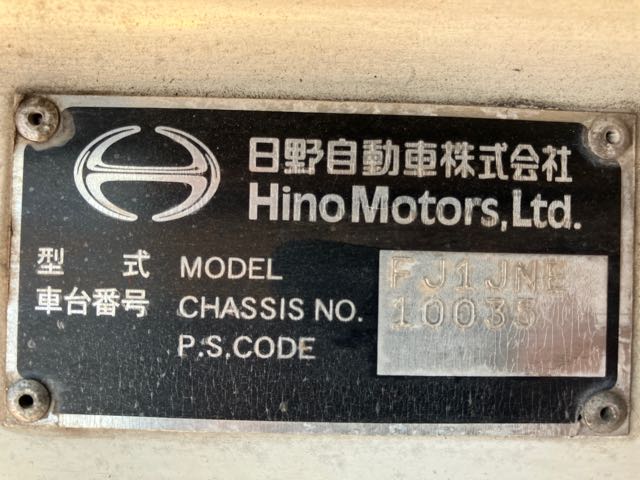 日野自動車株式会社
Hino Motors, Ltd.
型 式 MODEL FJ1JNE
車台番号 CHASSIS NO. 10035
P.S.CODE